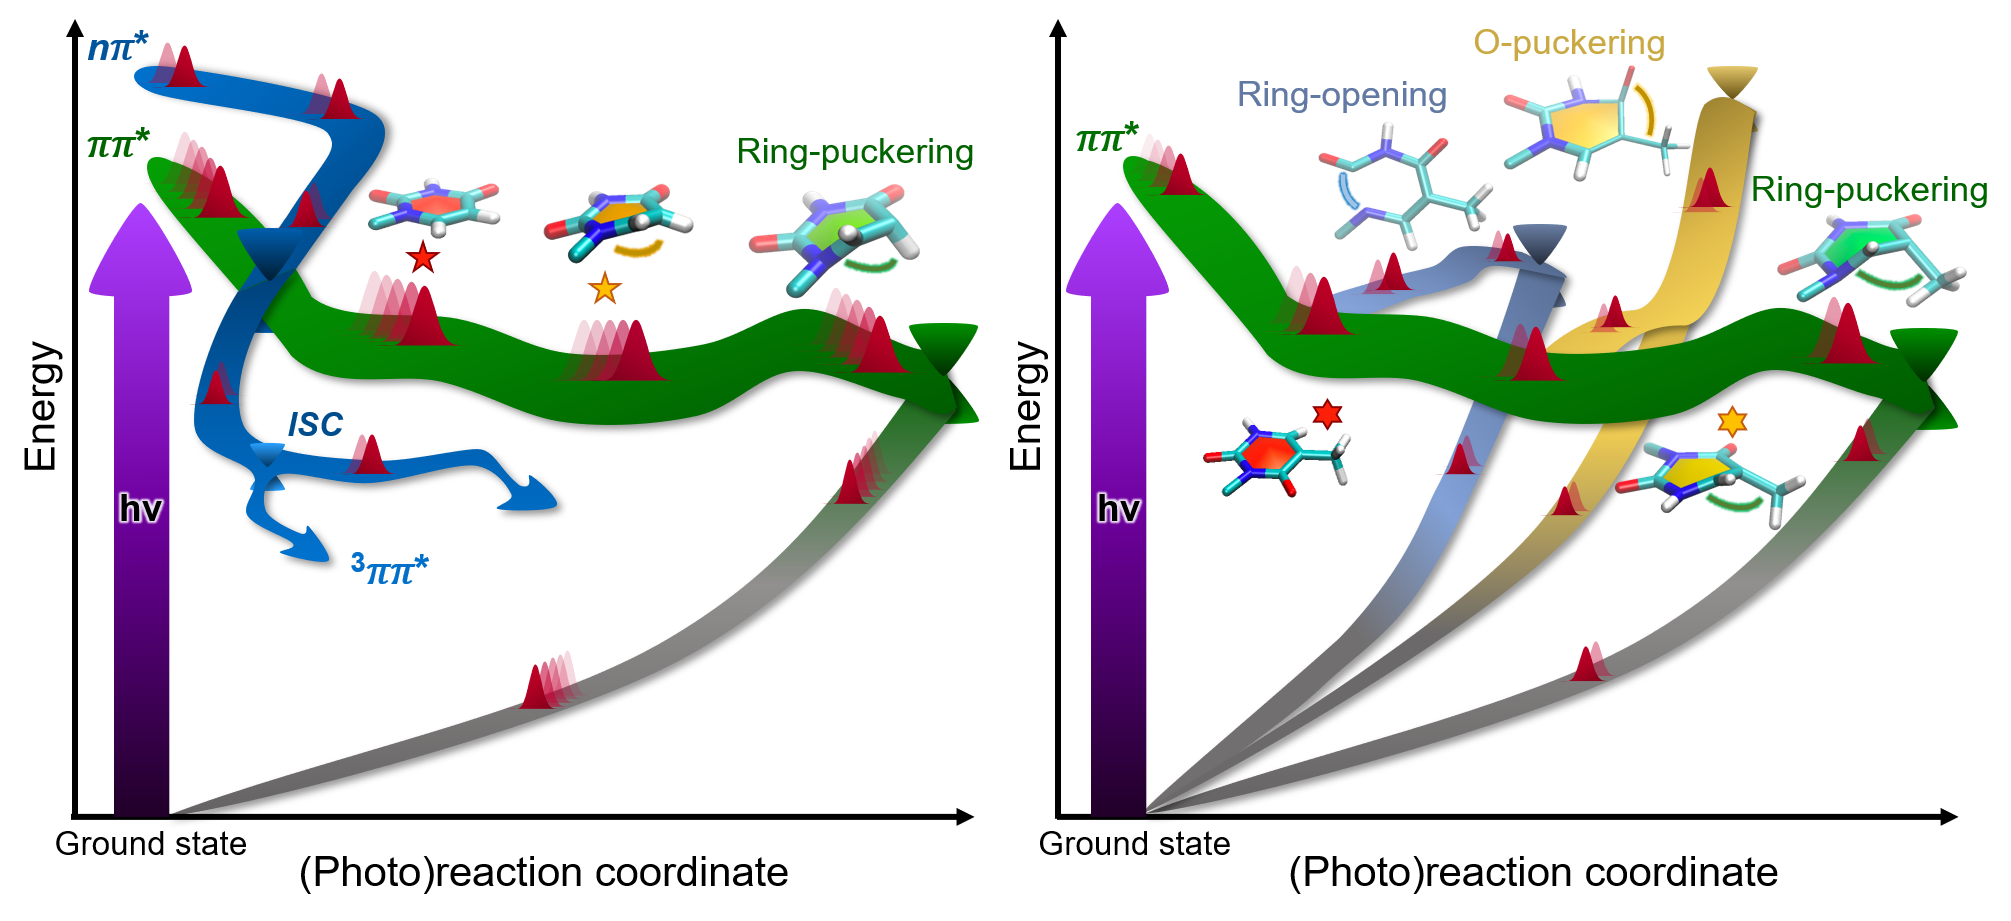 nπ*
ππ*
Ring-puckering
ISC
³ππ*
hν
Energy
Ground state
(Photo)reaction coordinate
O-puckering
Ring-opening
ππ*
Ring-puckering
hν
Energy
Ground state
(Photo)reaction coordinate